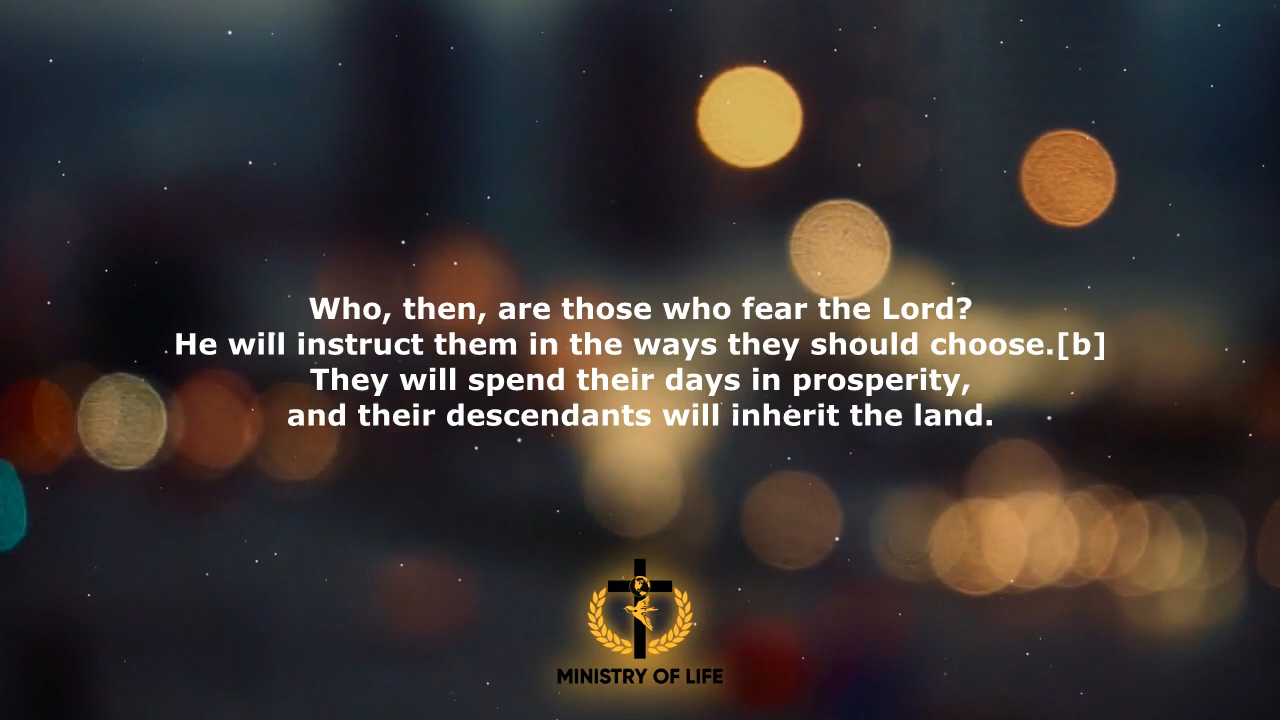 Who, then, are those who fear the Lord?
He will instruct them in the ways they should choose.[b]
They will spend their days in prosperity,
and their descendants will inherit the land.
MINISTRY OF LIFE